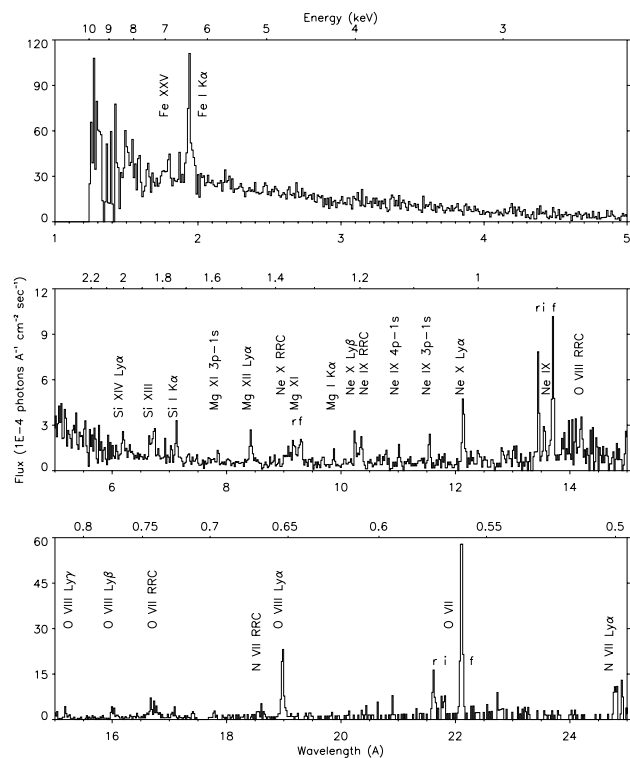 Energy (keV)
10 9 8 7 6 5 4 3
120
90
60
30
0
Fe XXV
Fe I Kα
1 2 3 4 5
2.2 2 1.8 1.6 1.4 1.2 1
Flux (1E-4 photons A⁻¹ cm⁻² sec⁻¹)
12
9
6
3
0
Si XIV Lyα
Si XIII
Si I Kα
Mg XI 3p-1s
Mg XII Lyα
Ne X RRC
Mg XI
r f
Mg I Kα
Ne X Lyβ
Ne IX RRC
Ne IX 4p-1s
Ne IX 3p-1s
Ne X Lyα
r i f
Ne IX
O VIII RRC
6 8 10 12 14
0.8 0.75 0.7 0.65 0.6 0.55 0.5
60
45
30
15
0
O VIII Lyγ
O VIII Lyβ
O VII RRC
N VII RRC
O VIII Lyα
O VII
r i f
N VII Lyα
16 18 20 22 24
Wavelength (A)